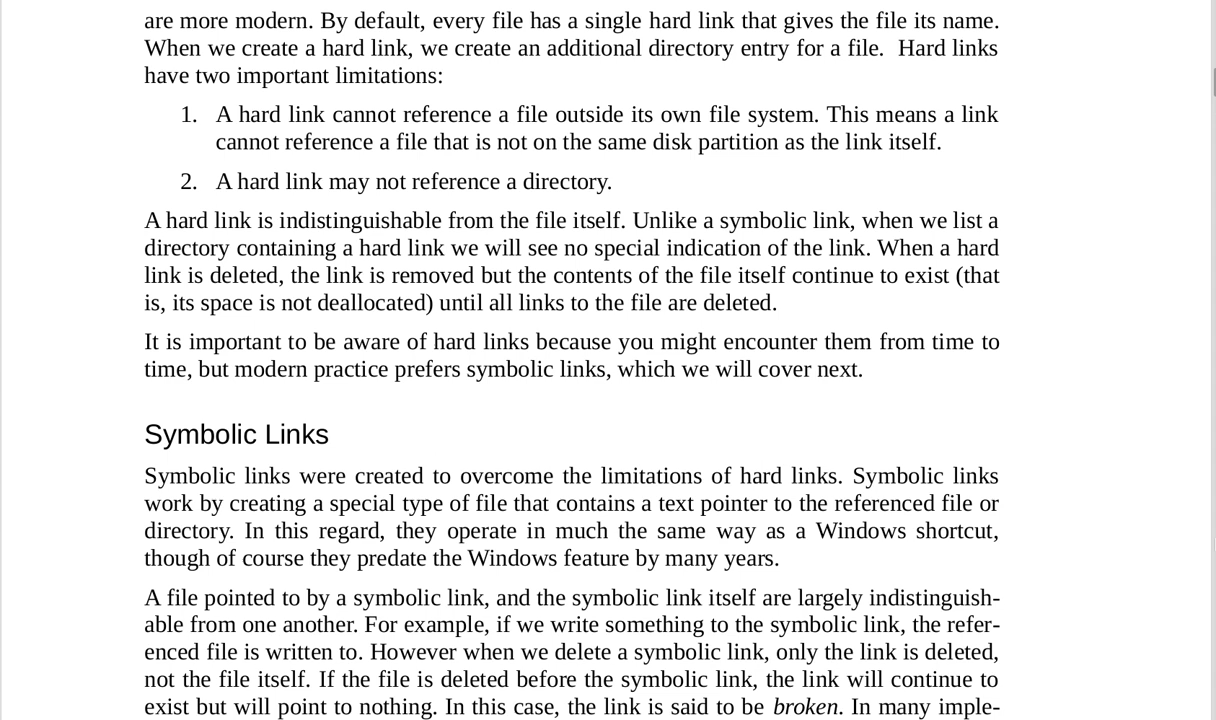 are more modern. By default, every file has a single hard link that gives the file its name.
When we create a hard link, we create an additional directory entry for a file.  Hard links
have two important limitations:
1. A hard link cannot reference a file outside its own file system. This means a link
cannot reference a file that is not on the same disk partition as the link itself.
2. A hard link may not reference a directory.
A hard link is indistinguishable from the file itself. Unlike a symbolic link, when we list a
directory containing a hard link we will see no special indication of the link. When a hard
link is deleted, the link is removed but the contents of the file itself continue to exist (that
is, its space is not deallocated) until all links to the file are deleted.
It is important to be aware of hard links because you might encounter them from time to
time, but modern practice prefers symbolic links, which we will cover next.
Symbolic Links
Symbolic links were created to overcome the limitations of hard links. Symbolic links
work by creating a special type of file that contains a text pointer to the referenced file or
directory. In this regard, they operate in much the same way as a Windows shortcut,
though of course they predate the Windows feature by many years.
A file pointed to by a symbolic link, and the symbolic link itself are largely indistinguish-
able from one another. For example, if we write something to the symbolic link, the refer-
enced file is written to. However when we delete a symbolic link, only the link is deleted,
not the file itself. If the file is deleted before the symbolic link, the link will continue to
exist but will point to nothing. In this case, the link is said to be broken. In many imple-